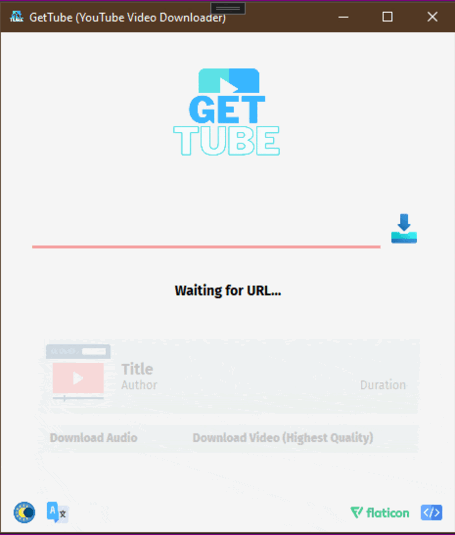 GetTube (YouTube Video Downloader)
GET
TUBE
Waiting for URL...
Title
Author
Duration
Download Audio
Download Video (Highest Quality)
A 文
flaticon